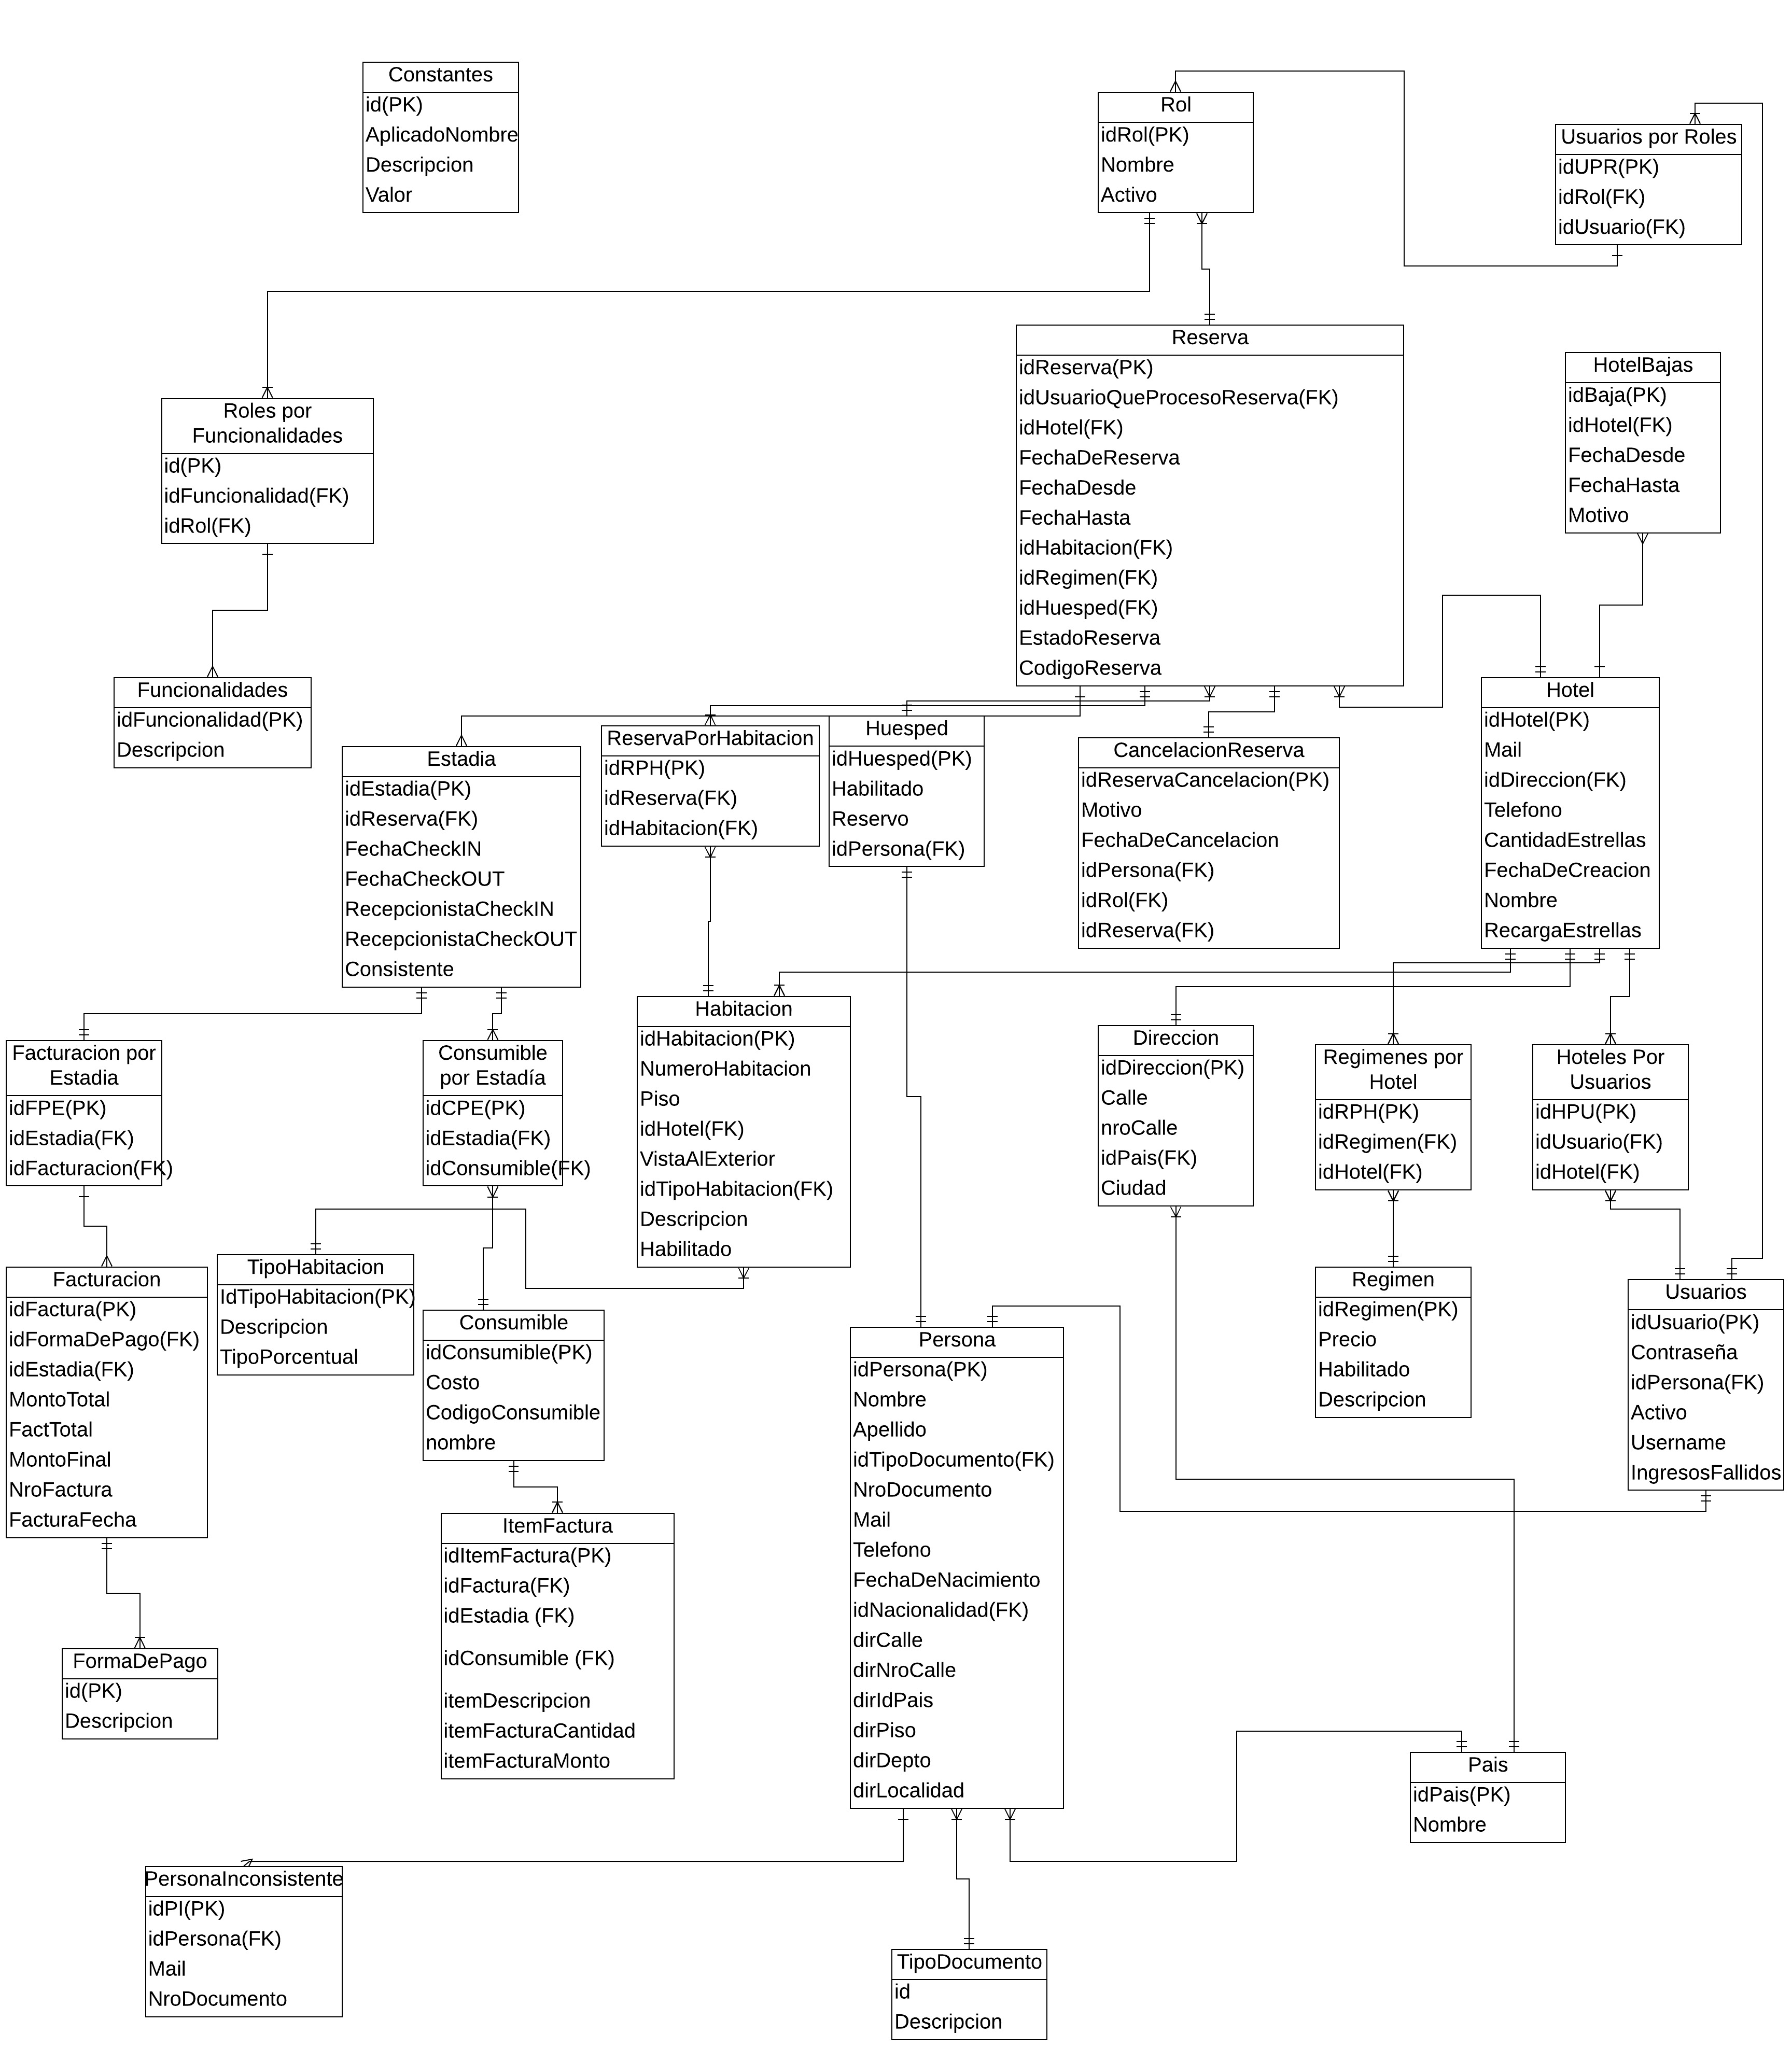 Constantes
id(PK)
AplicadoNombre
Descripcion
Valor
Rol
idRol(PK)
Nombre
Activo
Usuarios por Roles
idUPR(PK)
idRol(FK)
idUsuario(FK)
Roles por
Funcionalidades
id(PK)
idFuncionalidad(FK)
idRol(FK)
Reserva
idReserva(PK)
idUsuarioQueProcesoReserva(FK)
idHotel(FK)
FechaDeReserva
FechaDesde
FechaHasta
idHabitacion(FK)
idRegimen(FK)
idHuesped(FK)
EstadoReserva
CodigoReserva
HotelBajas
idBaja(PK)
idHotel(FK)
FechaDesde
FechaHasta
Motivo
Funcionalidades
idFuncionalidad(PK)
Descripcion
Estadia
idEstadia(PK)
idReserva(FK)
FechaCheckIN
FechaCheckOUT
RecepcionistaCheckIN
RecepcionistaCheckOUT
Consistente
ReservaPorHabitacion
idRPH(PK)
idReserva(FK)
idHabitacion(FK)
Huesped
idHuesped(PK)
Habilitado
Reservo
idPersona(FK)
CancelacionReserva
idReservaCancelacion(PK)
Motivo
FechaDeCancelacion
idPersona(FK)
idRol(FK)
idReserva(FK)
Hotel
idHotel(PK)
Mail
idDireccion(FK)
Telefono
CantidadEstrellas
FechaDeCreacion
Nombre
RecargaEstrellas
Facturacion por
Estadia
idFPE(PK)
idEstadia(FK)
idFacturacion(FK)
Consumible
por Estadía
idCPE(PK)
idEstadia(FK)
idConsumible(FK)
Habitacion
idHabitacion(PK)
NumeroHabitacion
Piso
idHotel(FK)
VistaAlExterior
idTipoHabitacion(FK)
Descripcion
Habilitado
Direccion
idDireccion(PK)
Calle
nroCalle
idPais(FK)
Ciudad
Regimenes por
Hotel
idRPH(PK)
idRegimen(FK)
idHotel(FK)
Hoteles Por
Usuarios
idHPU(PK)
idUsuario(FK)
idHotel(FK)
Facturacion
idFactura(PK)
idFormaDePago(FK)
idEstadia(FK)
MontoTotal
FactTotal
MontoFinal
NroFactura
FacturaFecha
TipoHabitacion
IdTipoHabitacion(PK)
Descripcion
TipoPorcentual
Consumible
idConsumible(PK)
Costo
CodigoConsumible
nombre
Persona
idPersona(PK)
Nombre
Apellido
idTipoDocumento(FK)
NroDocumento
Mail
Telefono
FechaDeNacimiento
idNacionalidad(FK)
dirCalle
dirNroCalle
dirIdPais
dirPiso
dirDepto
dirLocalidad
Regimen
idRegimen(PK)
Precio
Habilitado
Descripcion
Usuarios
idUsuario(PK)
Contraseña
idPersona(FK)
Activo
Username
IngresosFallidos
ItemFactura
idItemFactura(PK)
idFactura(FK)
idEstadia (FK)
idConsumible (FK)
itemDescripcion
itemFacturaCantidad
itemFacturaMonto
FormaDePago
id(PK)
Descripcion
Pais
idPais(PK)
Nombre
PersonaInconsistente
idPI(PK)
idPersona(FK)
Mail
NroDocumento
TipoDocumento
id
Descripcion